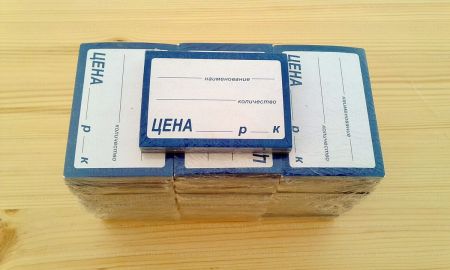 наименование
количество
ЦЕНА р к
ЦЕНА
количество
р к
ЦЕНА
наименование
количество
к